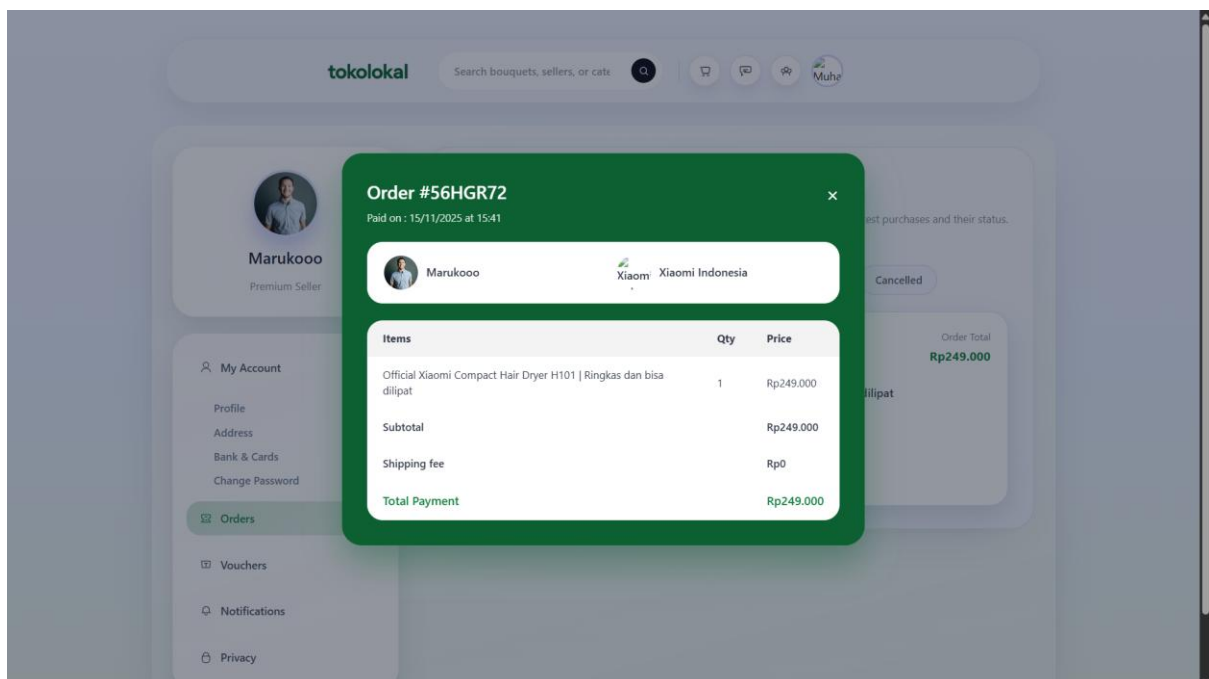 tokolokal
Search bouquets, sellers, or cate
Muha
Marukooo
Premium Seller
My Account
Profile
Address
Bank & Cards
Change Password
Orders
Vouchers
Notifications
Privacy
est purchases and their status.
Cancelled
Order Total
Rp249.000
dilipat
Order #56HGR72
×
Paid on : 15/11/2025 at 15:41
Marukooo
Xiaom
Xiaomi Indonesia
Items Qty Price
Official Xiaomi Compact Hair Dryer H101 | Ringkas dan bisa
dilipat
1 Rp249.000
Subtotal Rp249.000
Shipping fee Rp0
Total Payment Rp249.000